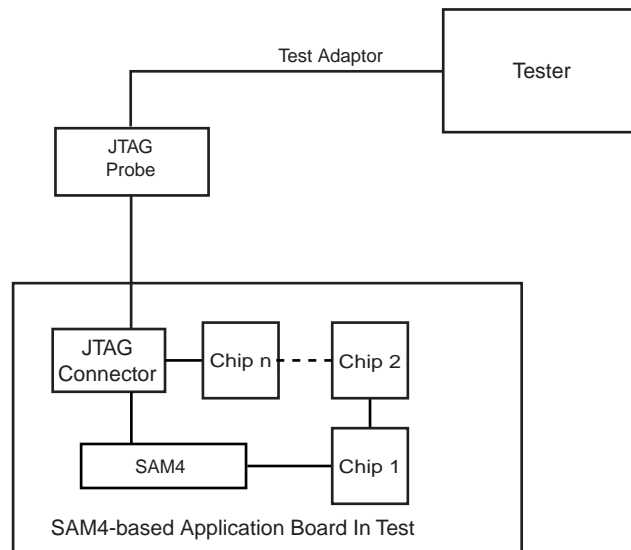 Test Adaptor
Tester
JTAG
Probe
JTAG
Connector
Chip n
Chip 2
SAM4
Chip 1
SAM4-based Application Board In Test